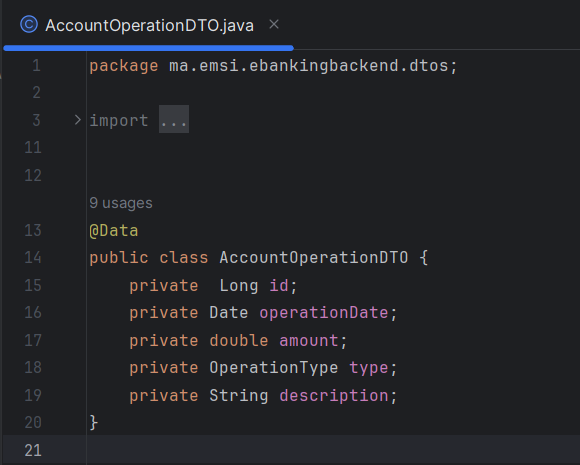 AccountOperationDTO.java
1 package ma.emsi.ebankingbackend.dtos;
2
3 import ...
11
12
9 usages
13 @Data
14 public class AccountOperationDTO {
15     private  Long id;
16     private Date operationDate;
17     private double amount;
18     private OperationType type;
19     private String description;
20 }
21